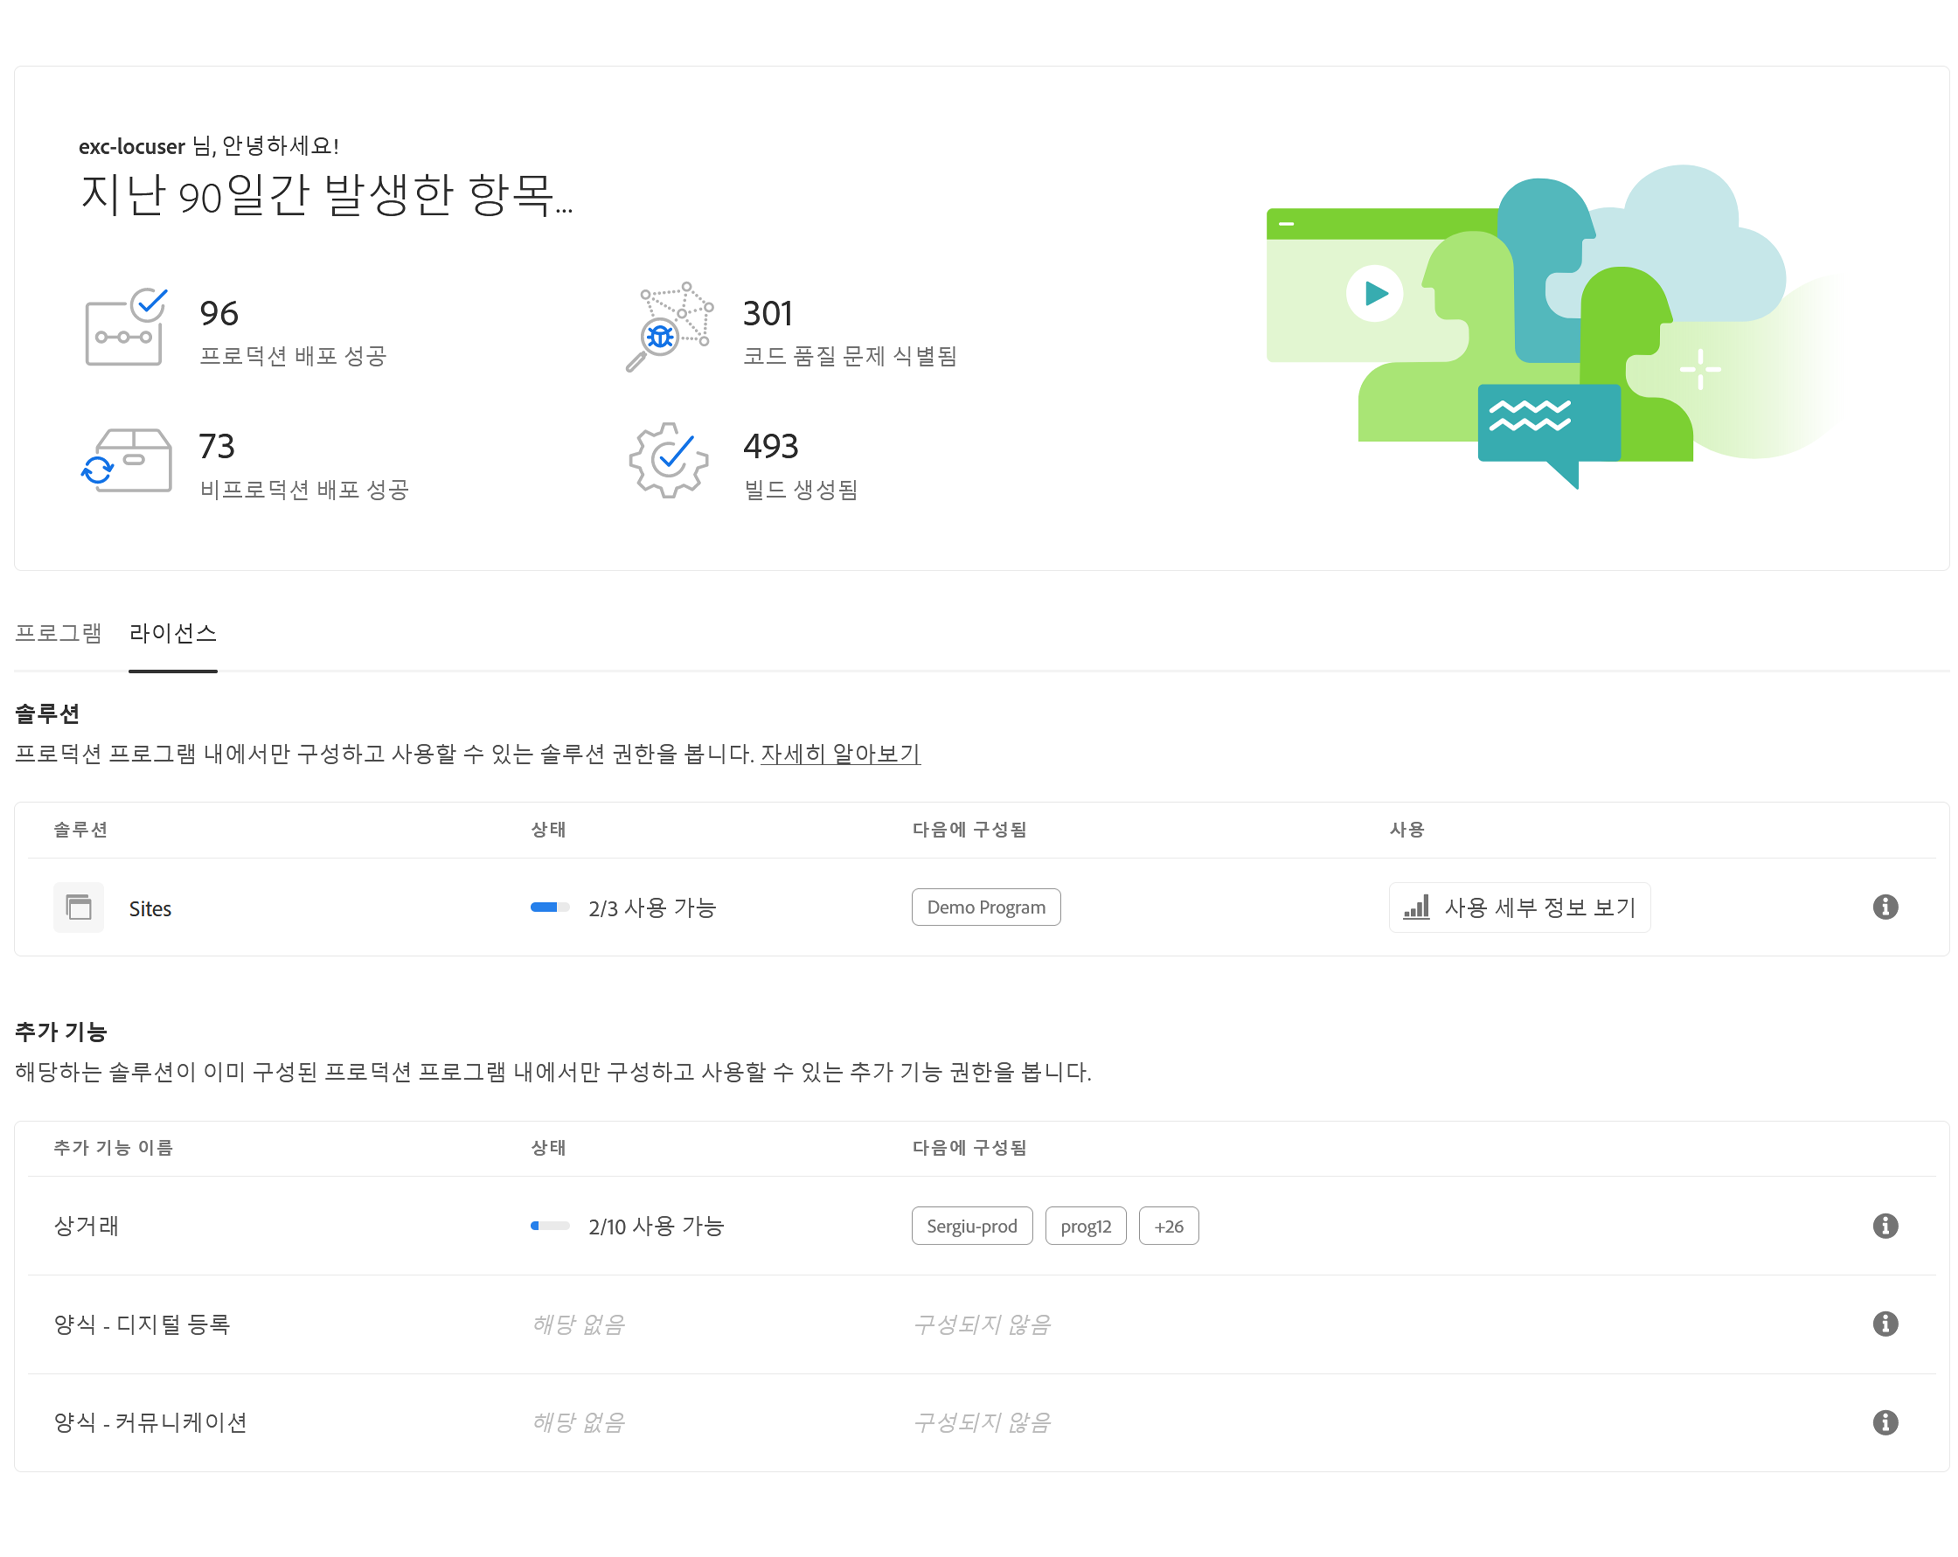 exc-locuser 님, 안녕하세요!
지난 90일간 발생한 항목...
96
프로덕션 배포 성공
301
코드 품질 문제 식별됨
73
비프로덕션 배포 성공
493
빌드 생성됨
프로그램 라이선스
솔루션
프로덕션 프로그램 내에서만 구성하고 사용할 수 있는 솔루션 권한을 봅니다. 자세히 알아보기
솔루션 상태 다음에 구성됨 사용
Sites 2/3 사용 가능 Demo Program 사용 세부 정보 보기
추가 기능
해당하는 솔루션이 이미 구성된 프로덕션 프로그램 내에서만 구성하고 사용할 수 있는 추가 기능 권한을 봅니다.
추가 기능 이름 상태 다음에 구성됨
상거래 2/10 사용 가능 Sergiu-prod prog12 +26
양식 - 디지털 등록 해당 없음 구성되지 않음
양식 - 커뮤니케이션 해당 없음 구성되지 않음